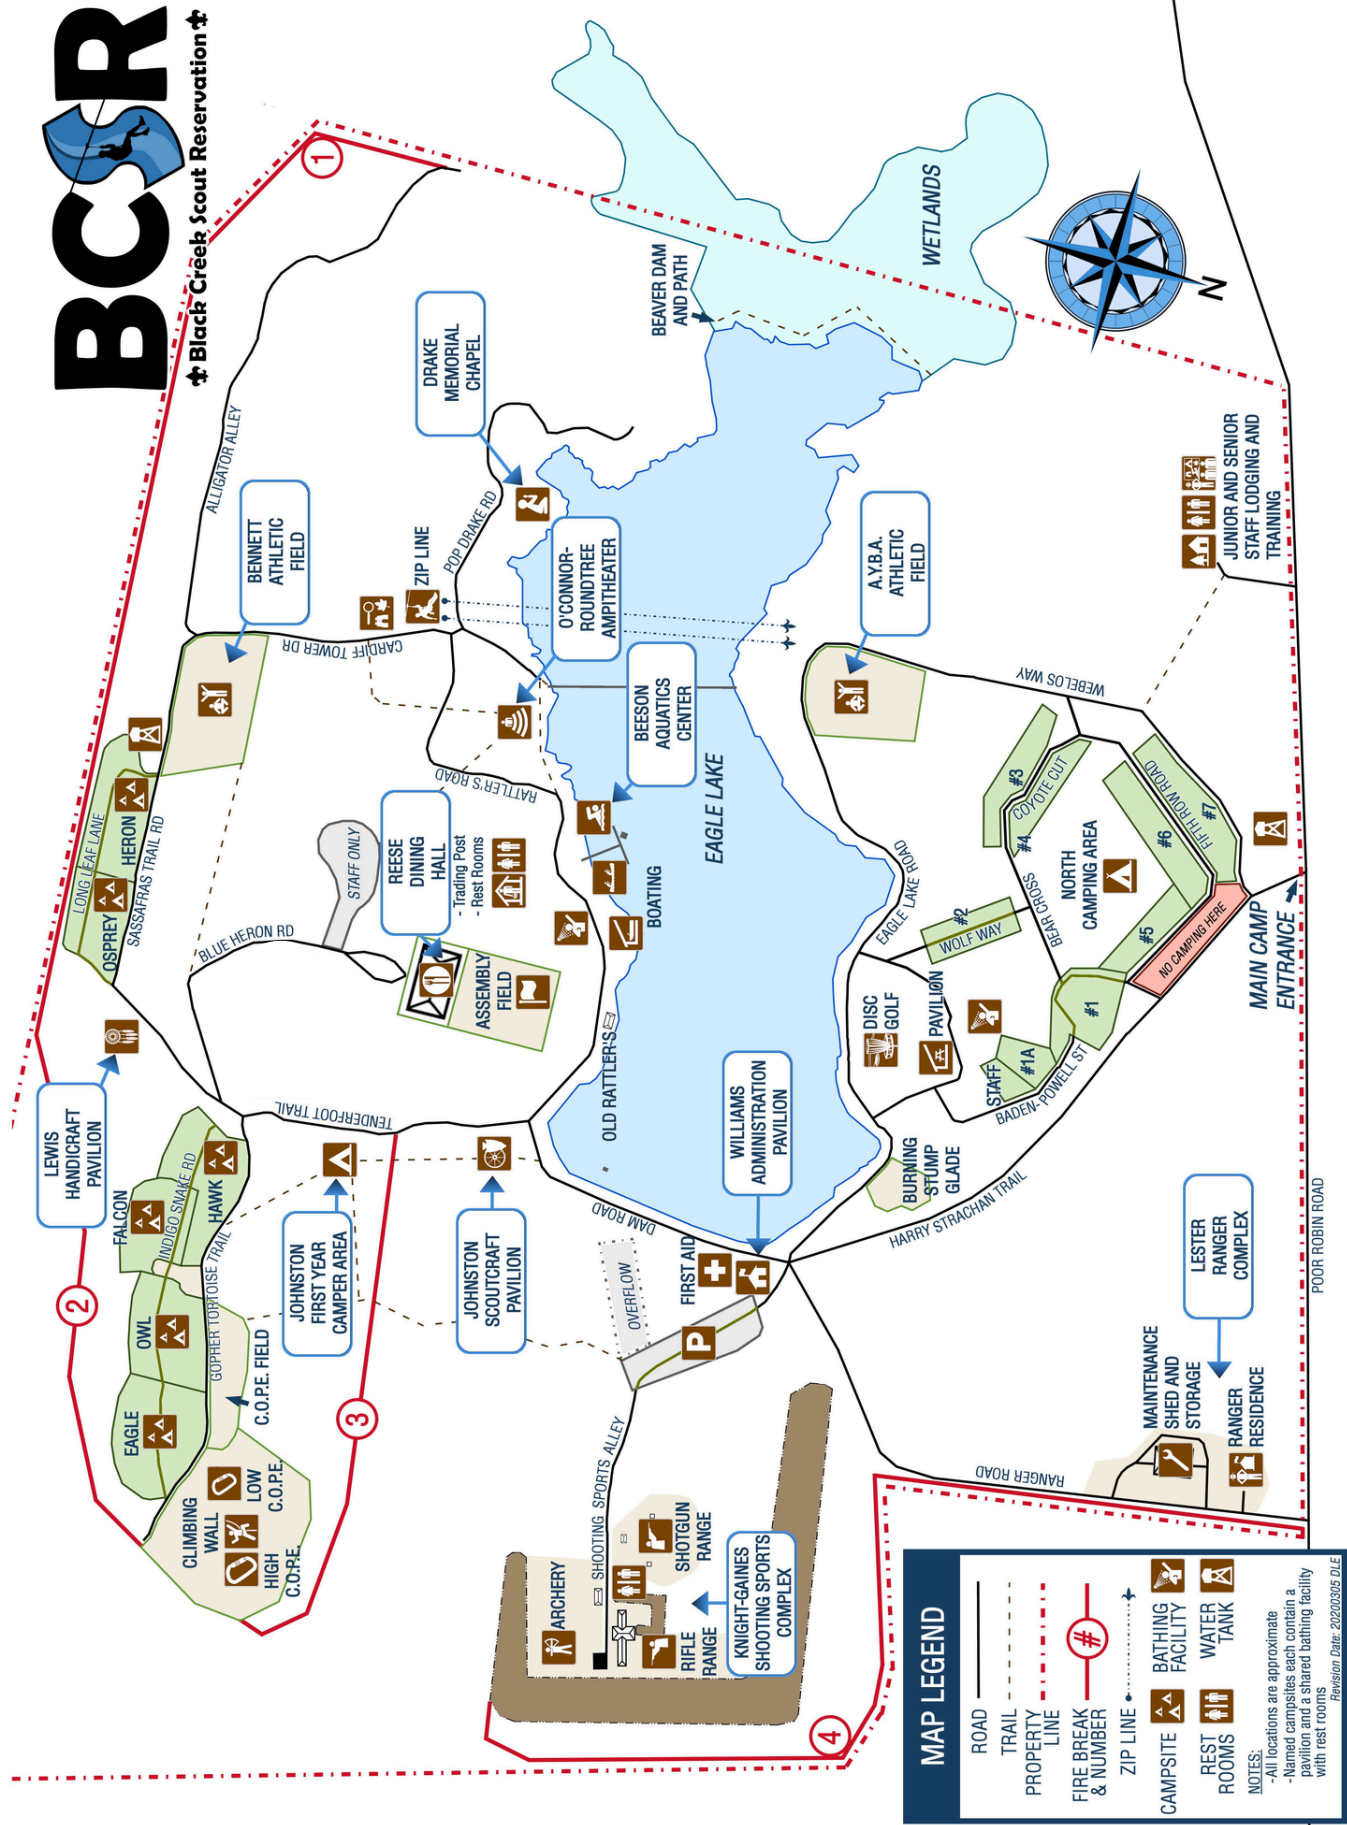 BCSR
Black Creek Scout Reservation
1
2
3
4
ALLIGATOR ALLEY
BENNETT
ATHLETIC
FIELD
DRAKE
MEMORIAL
CHAPEL
BEAVER DAM
AND PATH
WETLANDS
N
ZIP LINE
POP DRAKE RD
CARDIFF TOWER DR
O'CONNOR-
ROUNDTREE
AMPITHEATER
BEESON
AQUATICS
CENTER
EAGLE LAKE
A.Y.B.A.
ATHLETIC
FIELD
JUNIOR AND SENIOR
STAFF LODGING AND
TRAINING
WEBELOS WAY
LONG LEAF LANE
HERON
OSPREY
SASSAFRAS TRAIL RD
STAFF ONLY
REESE
DINING
HALL
- Trading Post
- Rest Rooms
RATTLER'S ROAD
BOATING
BLUE HERON RD
ASSEMBLY
FIELD
OLD RATTLER'S
EAGLE LAKE ROAD
#3
COYOTE CUT
#4
NORTH
CAMPING AREA
#6
FIFTH ROW ROAD
#7
BEAR CROSS
#2
WOLF WAY
#5
NO CAMPING HERE
MAIN CAMP
ENTRANCE
DISC
GOLF
PAVILION
#1
#1A
STAFF
BADEN-POWELL ST
LEWIS
HANDICRAFT
PAVILION
TENDERFOOT TRAIL
FALCON
INDIGO SNAKE RD
HAWK
OWL
EAGLE
GOPHER TORTOISE TRAIL
C.O.P.E. FIELD
JOHNSTON
FIRST YEAR
CAMPER AREA
JOHNSTON
SCOUTCRAFT
PAVILION
DAM ROAD
WILLIAMS
ADMINISTRATION
PAVILION
BURNING
STUMP
GLADE
HARRY STRACHAN TRAIL
FIRST AID
OVERFLOW
P
POOR ROBIN ROAD
LESTER
RANGER
COMPLEX
MAINTENANCE
SHED AND
STORAGE
RANGER
RESIDENCE
RANGER ROAD
CLIMBING
WALL
LOW
C.O.P.E.
HIGH
C.O.P.E.
SHOOTING SPORTS ALLEY
ARCHERY
SHOTGUN
RANGE
RIFLE
RANGE
KNIGHT-GAINES
SHOOTING SPORTS
COMPLEX
MAP LEGEND
ROAD
TRAIL
PROPERTY
LINE
FIRE BREAK
& NUMBER
#
ZIP LINE
CAMPSITE
BATHING
FACILITY
REST
ROOMS
WATER
TANK
NOTES:
-All locations are approximate
-Named campsites each contain a
pavilion and a shared bathing facility
with rest rooms
Revision Date: 20200305 DLE